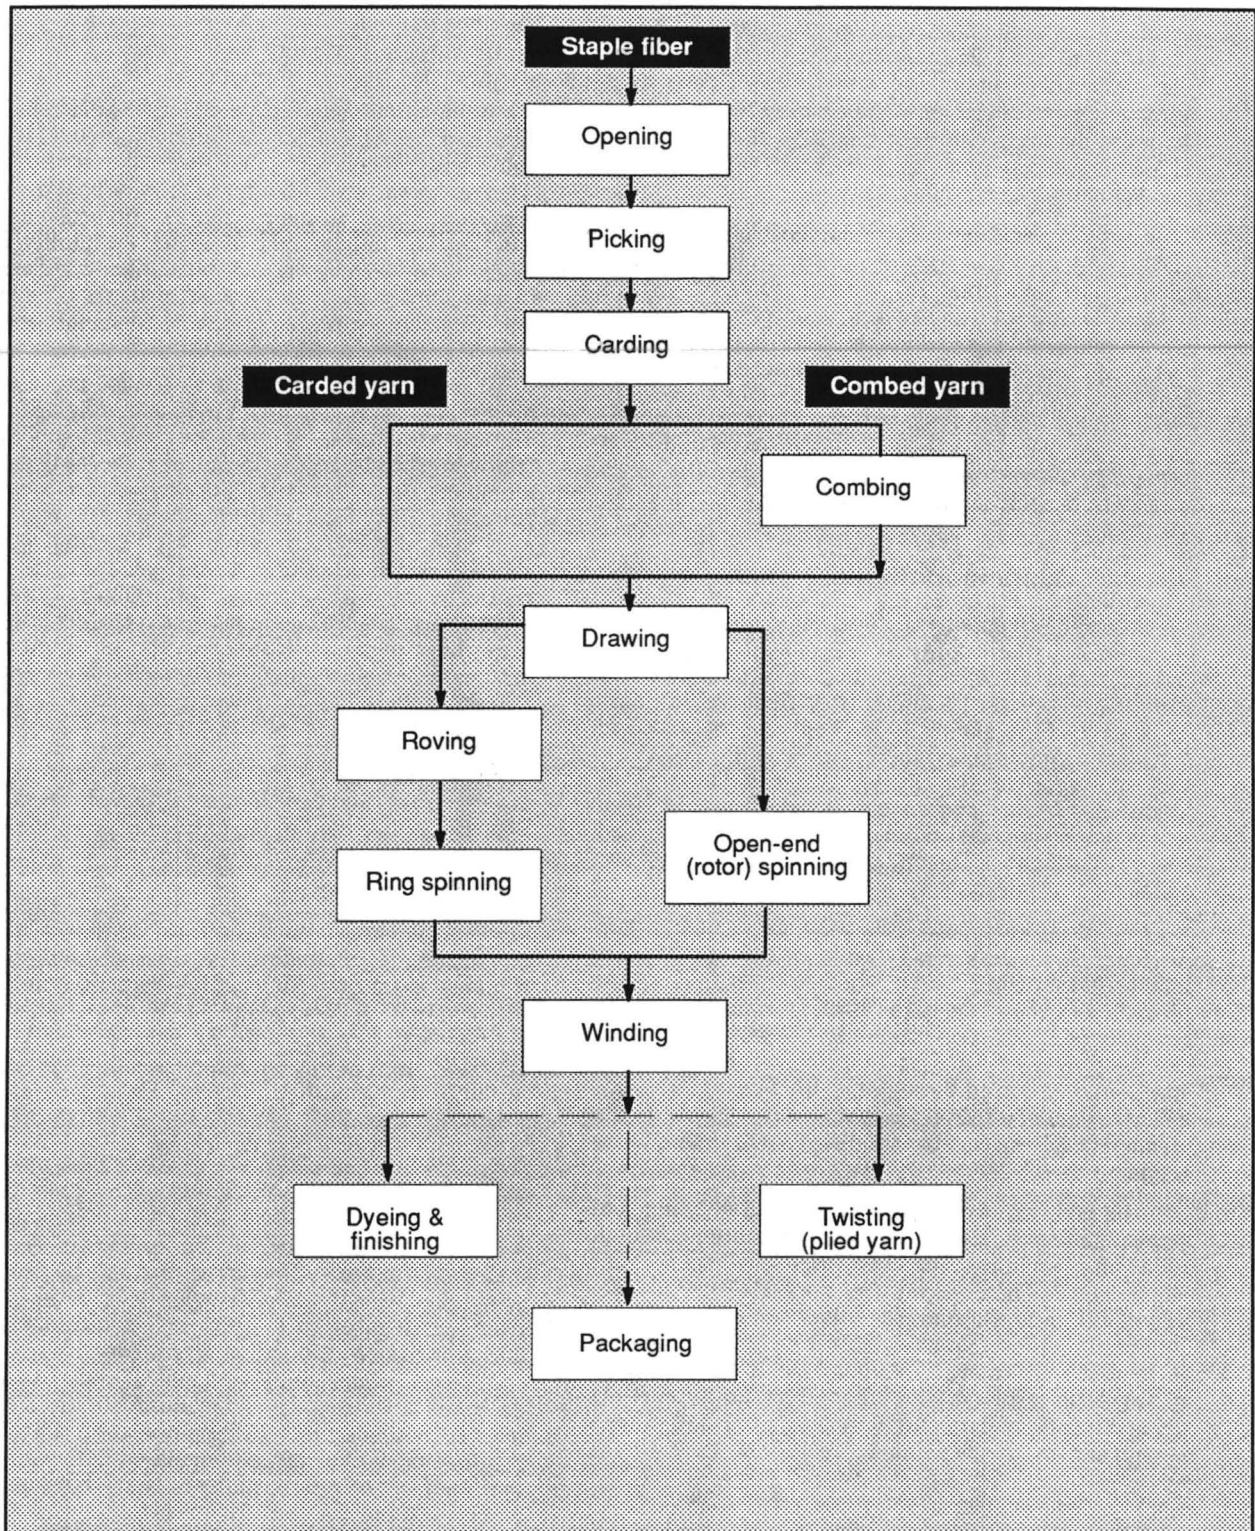 Staple fiber
Opening
Picking
Carding
Carded yarn
Combed yarn
Combing
Drawing
Roving
Open-end
(rotor) spinning
Ring spinning
Winding
Dyeing &
finishing
Twisting
(plied yarn)
Packaging